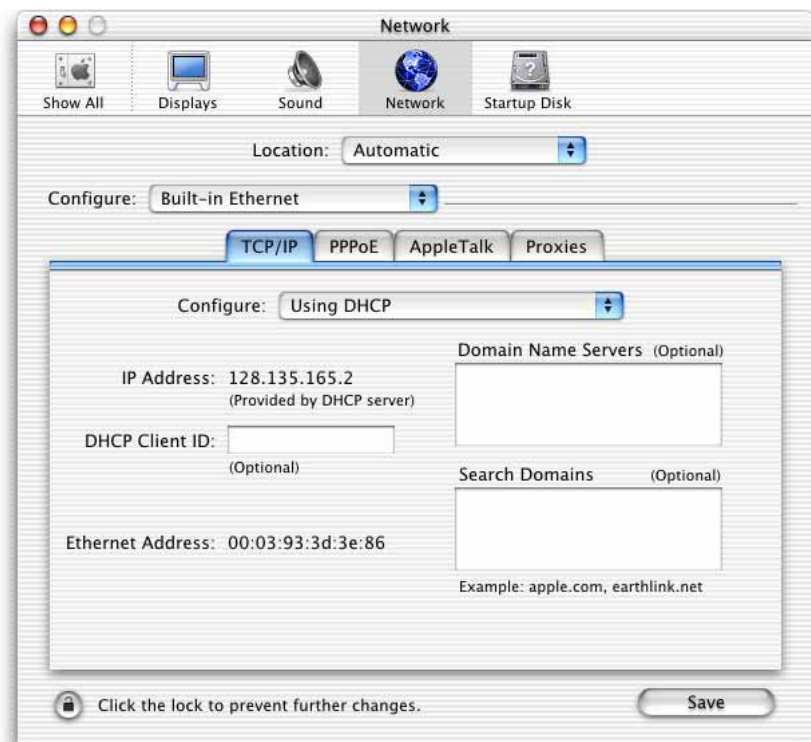 Network
Show All Displays Sound Network Startup Disk
Location: Automatic
Configure: Built-in Ethernet
TCP/IP PPPoE AppleTalk Proxies
Configure: Using DHCP
Domain Name Servers (Optional)
IP Address: 128.135.165.2
(Provided by DHCP server)
DHCP Client ID:
(Optional)
Search Domains (Optional)
Ethernet Address: 00:03:93:3d:3e:86
Example: apple.com, earthlink.net
Click the lock to prevent further changes.
Save